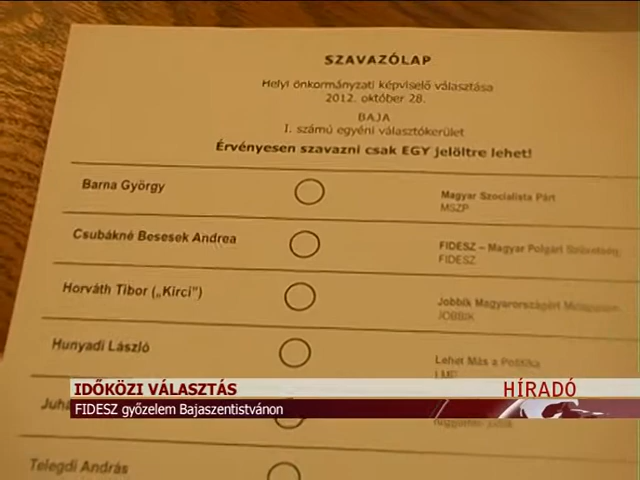 SZAVAZÓLAP
Helyi önkormányzati képviselő választása
2012. október 28.
BAJA
1. számú egyéni választókerület
Érvényesen szavazni csak EGY jelöltre lehet!
Barna György
Magyar Szocialista Párt
MSZP
Csubákné Besesek Andrea
FIDESZ – Magyar Polgári Szövetség
FIDESZ
Horváth Tibor („Kirci")
Jobbik Magyarországért
JOBBIK
Hunyadi László
Lehet Más a Politika
LMP
IDŐKÖZI VÁLASZTÁS
HÍRADÓ
FIDESZ győzelem Bajaszentistvánon
Telegdi András